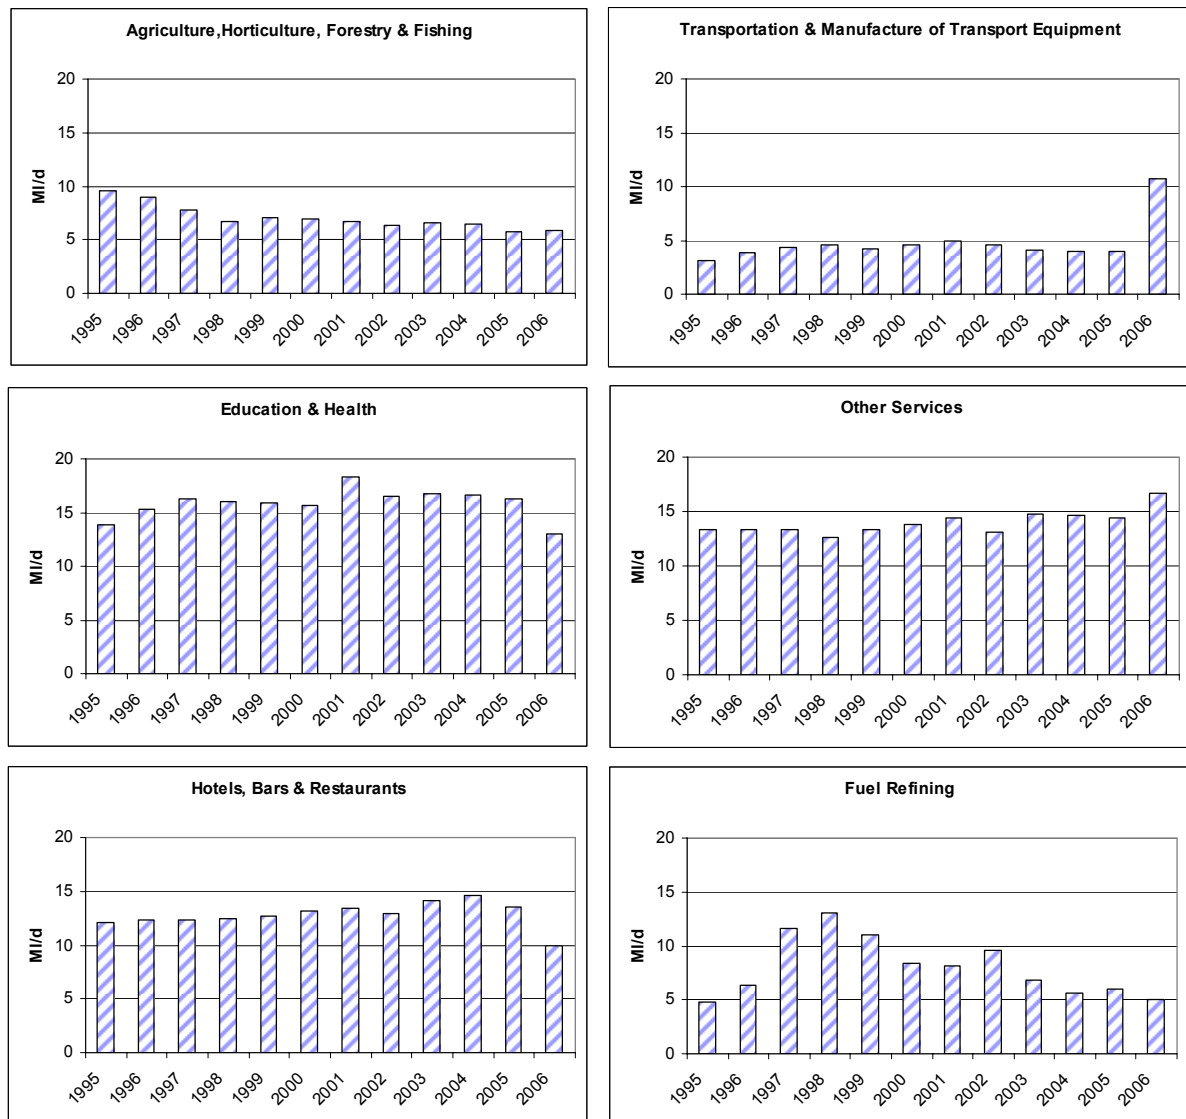 Agriculture,Horticulture, Forestry & Fishing
20
15
10
5
0
Ml/d
1995 1996 1997 1998 1999 2000 2001 2002 2003 2004 2005 2006
Transportation & Manufacture of Transport Equipment
20
15
10
5
0
Ml/d
1995 1996 1997 1998 1999 2000 2001 2002 2003 2004 2005 2006
Education & Health
20
15
10
5
0
Ml/d
1995 1996 1997 1998 1999 2000 2001 2002 2003 2004 2005 2006
Other Services
20
15
10
5
0
Ml/d
1995 1996 1997 1998 1999 2000 2001 2002 2003 2004 2005 2006
Hotels, Bars & Restaurants
20
15
10
5
0
Ml/d
1995 1996 1997 1998 1999 2000 2001 2002 2003 2004 2005 2006
Fuel Refining
20
15
10
5
0
Ml/d
1995 1996 1997 1998 1999 2000 2001 2002 2003 2004 2005 2006